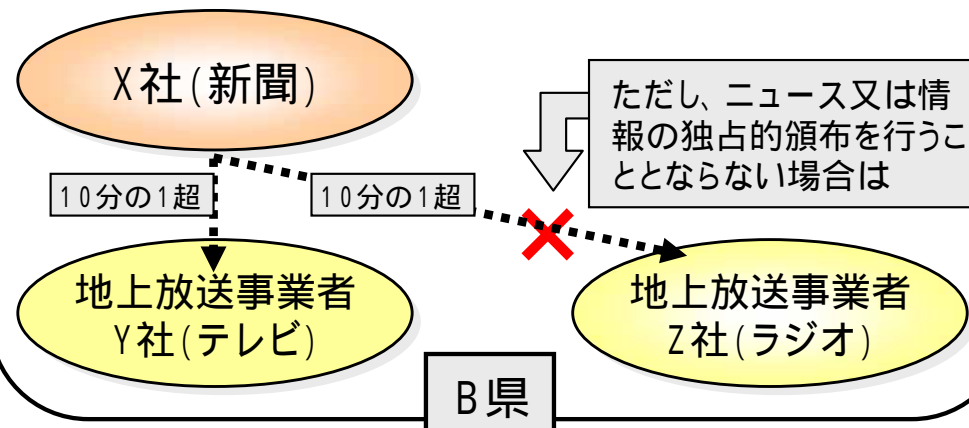 X社(新聞)
ただし、ニュース又は情
報の独占的頒布を行うこ
ととならない場合は
10分の1超
10分の1超
地上放送事業者
Y社(テレビ)
地上放送事業者
Z社(ラジオ)
B県